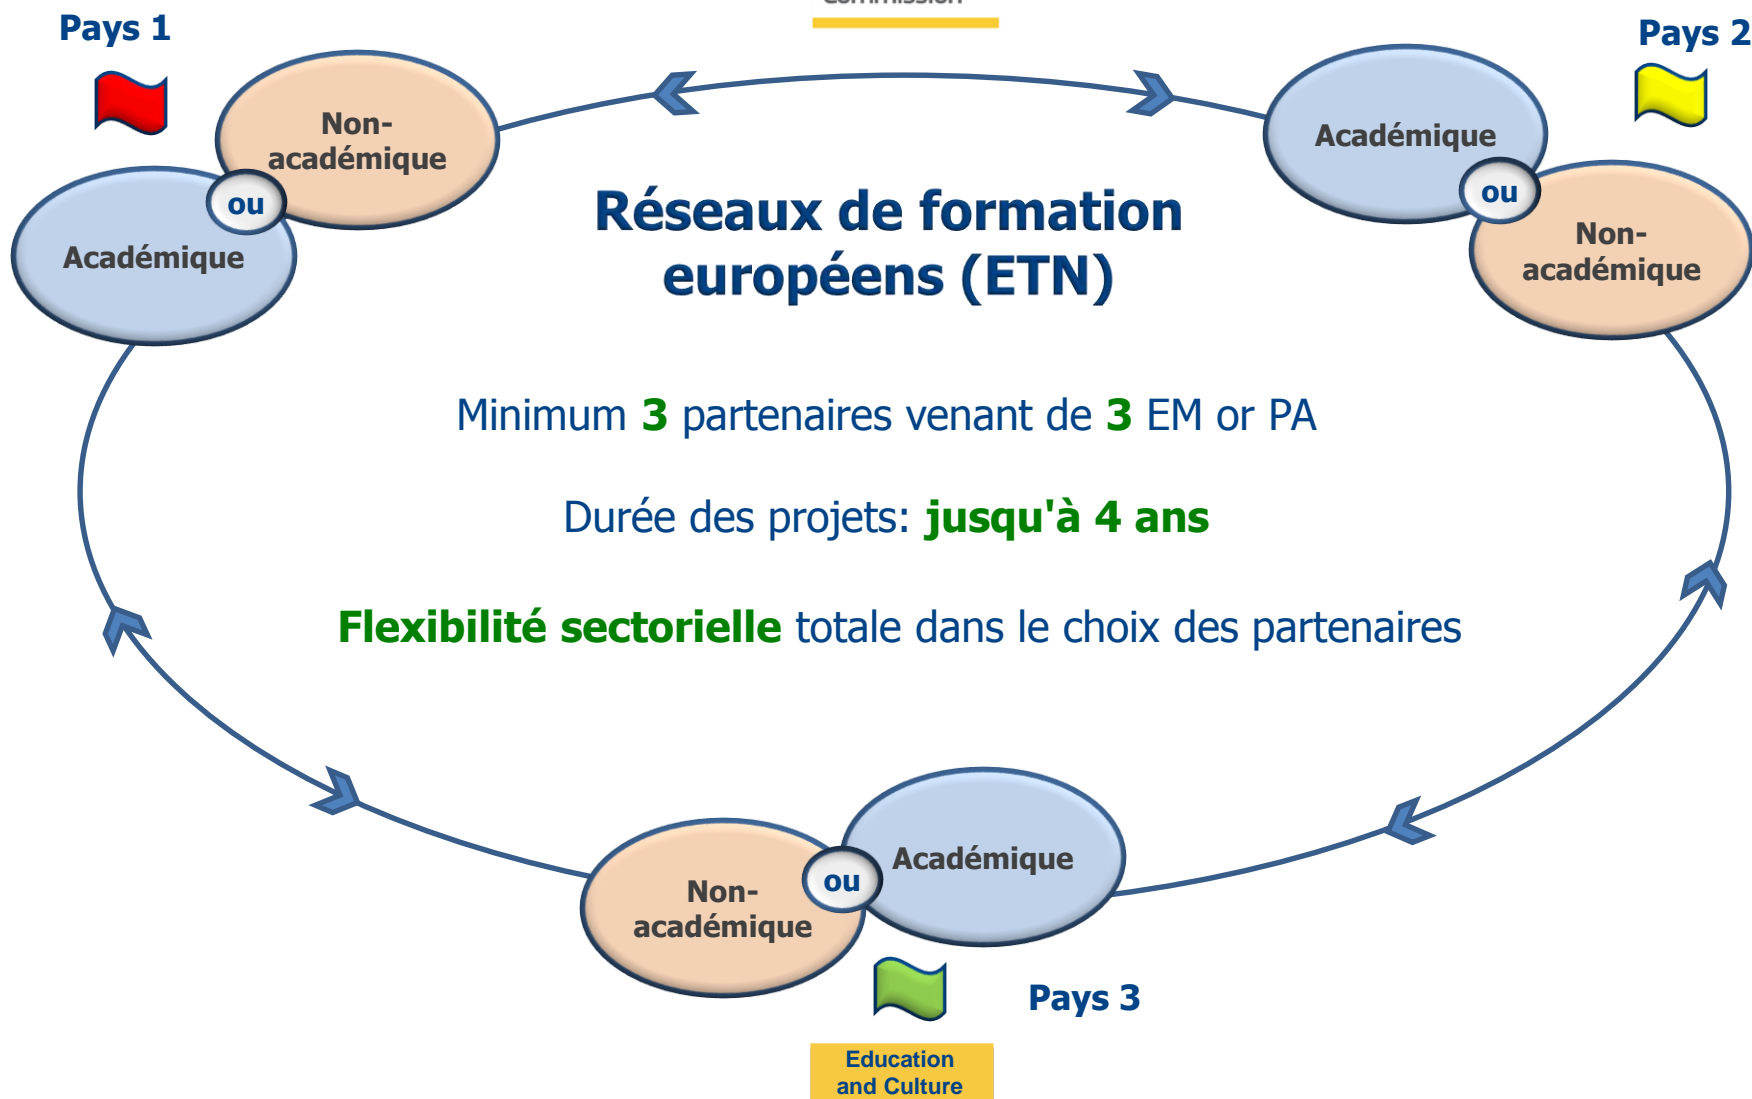 Commission
Pays 1
Pays 2
Non-
académique
ou
Académique
Académique
ou
Non-
académique
Réseaux de formation
européens (ETN)
Minimum 3 partenaires venant de 3 EM or PA
Durée des projets: jusqu'à 4 ans
Flexibilité sectorielle totale dans le choix des partenaires
Non-
académique
ou
Académique
Pays 3
Education
and Culture